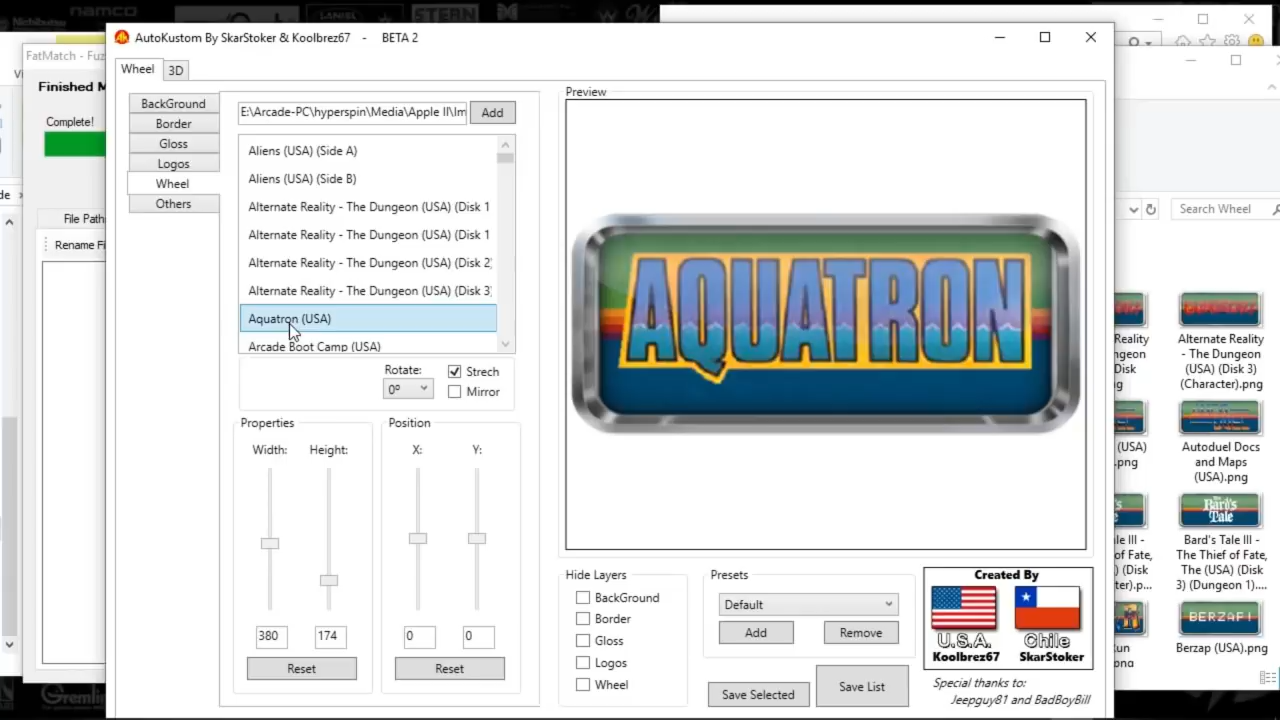 namco
Nichibutsu
LANIEL
STERN
AutoKustom By SkarStoker & Koolbrez67 - BETA 2
FatMatch - Fuz
Wheel
3D
Finished M
Complete!
File Path
Rename Fi
BackGround
Border
Gloss
Logos
Wheel
Others
E:\Arcade-PC\hyperspin\Media\Apple II\Im
Add
Aliens (USA) (Side A)
Aliens (USA) (Side B)
Alternate Reality - The Dungeon (USA) (Disk 1
Alternate Reality - The Dungeon (USA) (Disk 1
Alternate Reality - The Dungeon (USA) (Disk 2
Alternate Reality - The Dungeon (USA) (Disk 3
Aquatron (USA)
Arcade Boot Camp (USA)
Rotate:
0º
Strech
Mirror
Properties
Width:
Height:
380
174
Reset
Position
X:
Y:
0
0
Reset
Preview
AQUATRON
Hide Layers
BackGround
Border
Gloss
Logos
Wheel
Presets
Default
Add
Remove
Save Selected
Save List
Created By
U.S.A.
Koolbrez67
Chile
SkarStoker
Special thanks to:
Jeepguy81 and BadBoyBill
Search Wheel
Alternate Reality
- The Dungeon
(USA) (Disk 3)
(Character).png
Autoduel Docs
and Maps
(USA).png
Bard's Tale
Bard's Tale III -
The Thief of Fate,
The (USA) (Disk
3) (Dungeon 1)....
BERZAP!
Berzap (USA).png
Gremlin